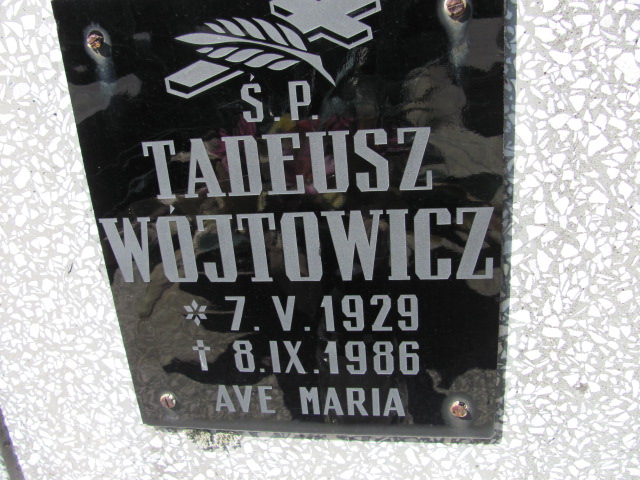 Ś.P.
TADEUSZ
WÓJTOWICZ
* 7.V.1929
† 8.IX.1986
AVE MARIA